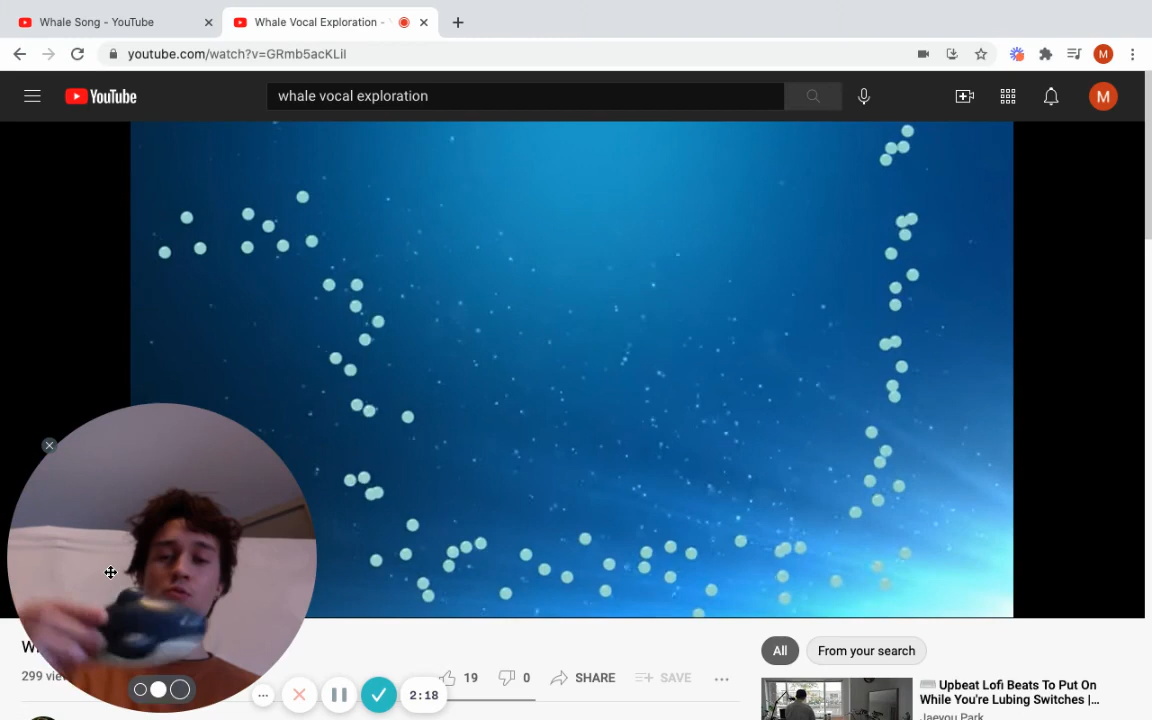 Whale Song - YouTube
Whale Vocal Exploration -
youtube.com/watch?v=GRmb5acKLiI
M
YouTube
whale vocal exploration
M
299
19
0
SHARE
SAVE
2:18
All
From your search
Upbeat Lofi Beats To Put On
While You're Lubing Switches |...
Jaeyou Park